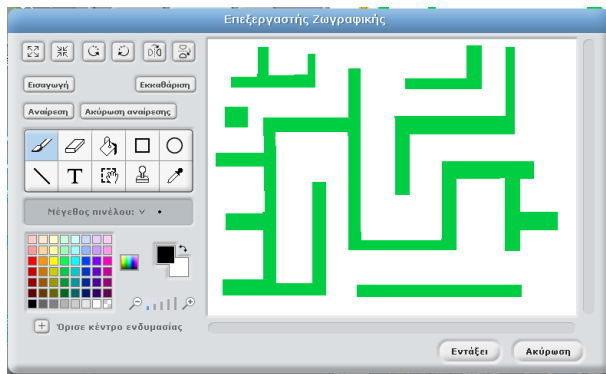 Επεξεργαστής Ζωγραφικής
Εισαγωγή
Εκκαθάριση
Αναίρεση
Ακύρωση αναίρεσης
T
Μέγεθος πινέλου:
Όρισε κέντρο ενδυμασίας
Εντάξει
Ακύρωση